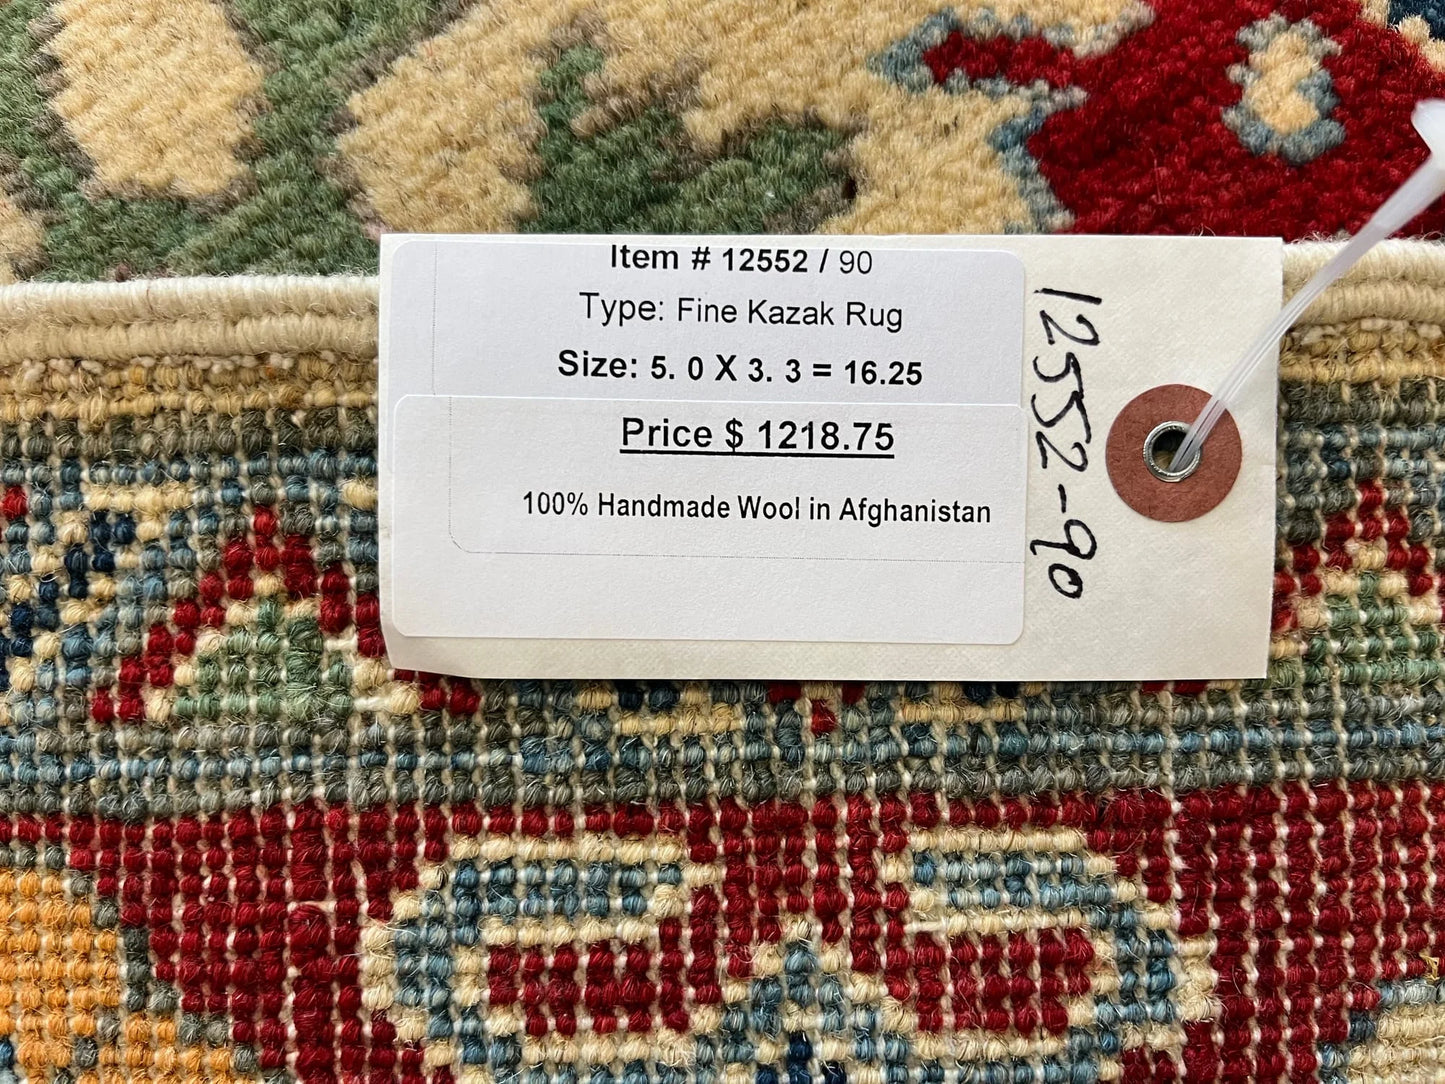 Item # 12552 / 90
Type: Fine Kazak Rug
Size: 5. 0 X 3. 3 = 16.25
Price $ 1218.75
100% Handmade Wool in Afghanistan
12552-90